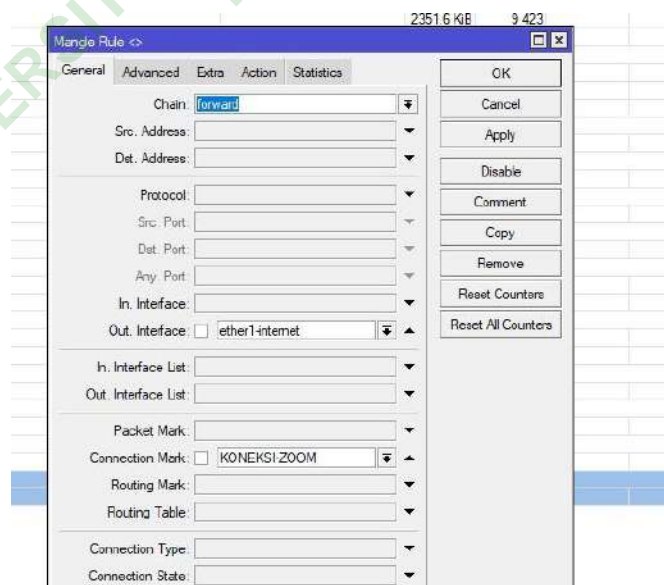 2351.6 KiB 9 423
Mangle Rule <>
General Advanced Extra Action Statistics
OK
Chain: forward
Cancel
Src. Address:
Apply
Dst. Address:
Disable
Protocol:
Comment
Src. Port:
Copy
Dst. Port:
Remove
Any. Port:
Reset Counters
In. Interface:
Reset All Counters
Out. Interface: ether1-internet
In. Interface List:
Out. Interface List:
Packet Mark:
Connection Mark: KONEKSI-ZOOM
Routing Mark:
Routing Table:
Connection Type:
Connection State: